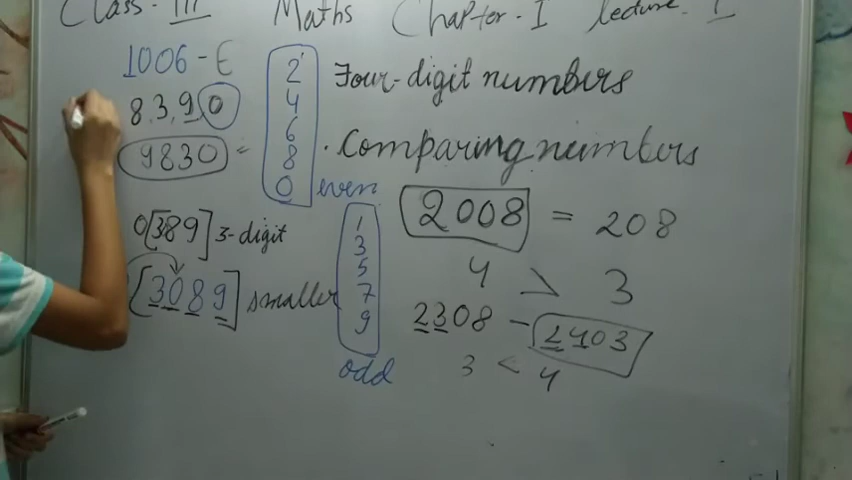 Class - III Maths Chapter - I lecture - I
1006 - E
8,3,9,0
9830 =
0[389] 3-digit
[3089] smaller
2
4
6
8
0 even
1
3
5
7
9
odd
Four-digit numbers
. Comparing numbers
2008 = 208
4 > 3
2308 - 2403
3 < 4